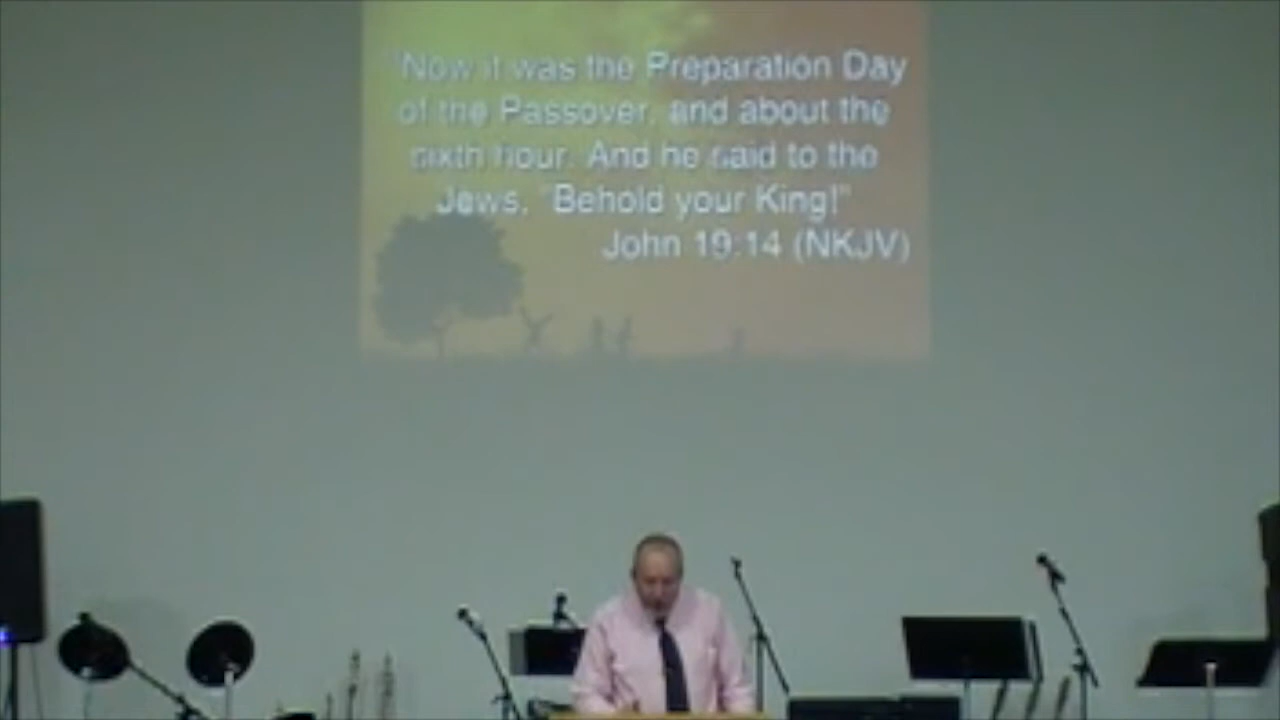 "Now it was the Preparation Day
of the Passover, and about the
sixth hour. And he said to the
Jews, "Behold your King!"
John 19:14 (NKJV)